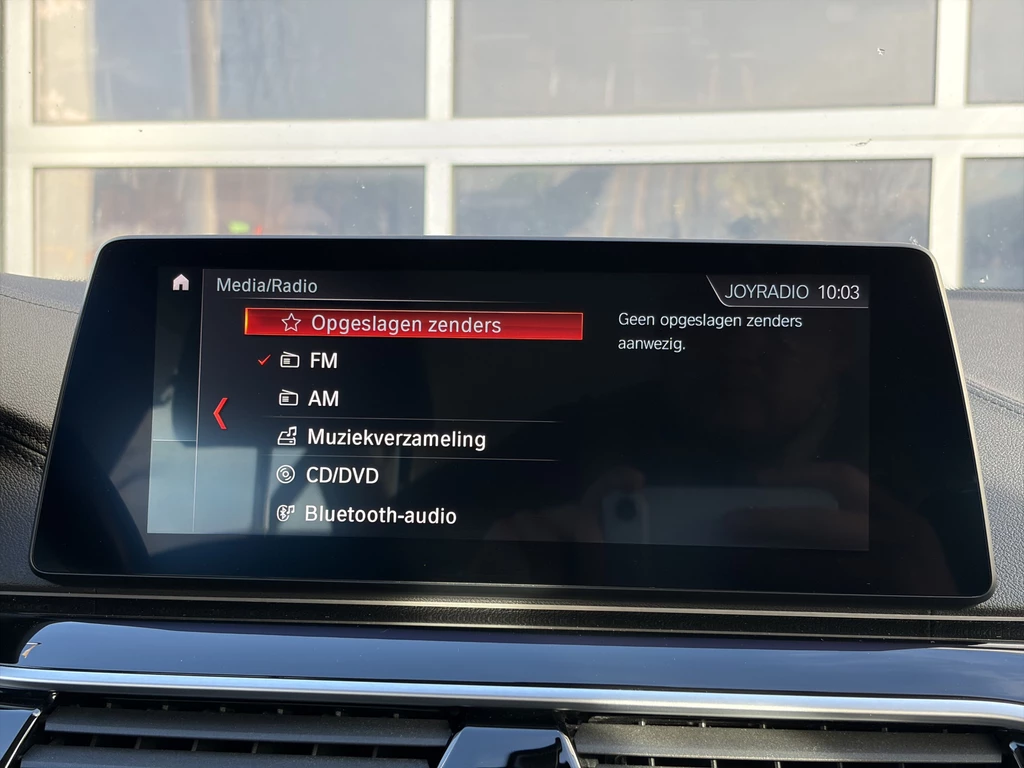 Media/Radio
JOYRADIO 10:03
Opgeslagen zenders
FM
AM
Muziekverzameling
CD/DVD
Bluetooth-audio
Geen opgeslagen zenders
aanwezig.